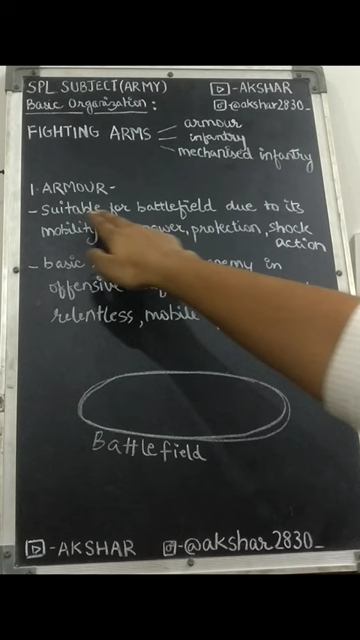 SPL SUBJECT(ARMY)
-AKSHAR
Basic Organization :
@akshar2830_
FIGHTING ARMS
armour
infantry
mechanised infantry
1. ARMOUR -
- Suitable for battlefield due to its
mobility power, protection, shock
action
- basic enemy in
offensive
relentless, mobile
Battlefield
-AKSHAR
-@akshar2830_